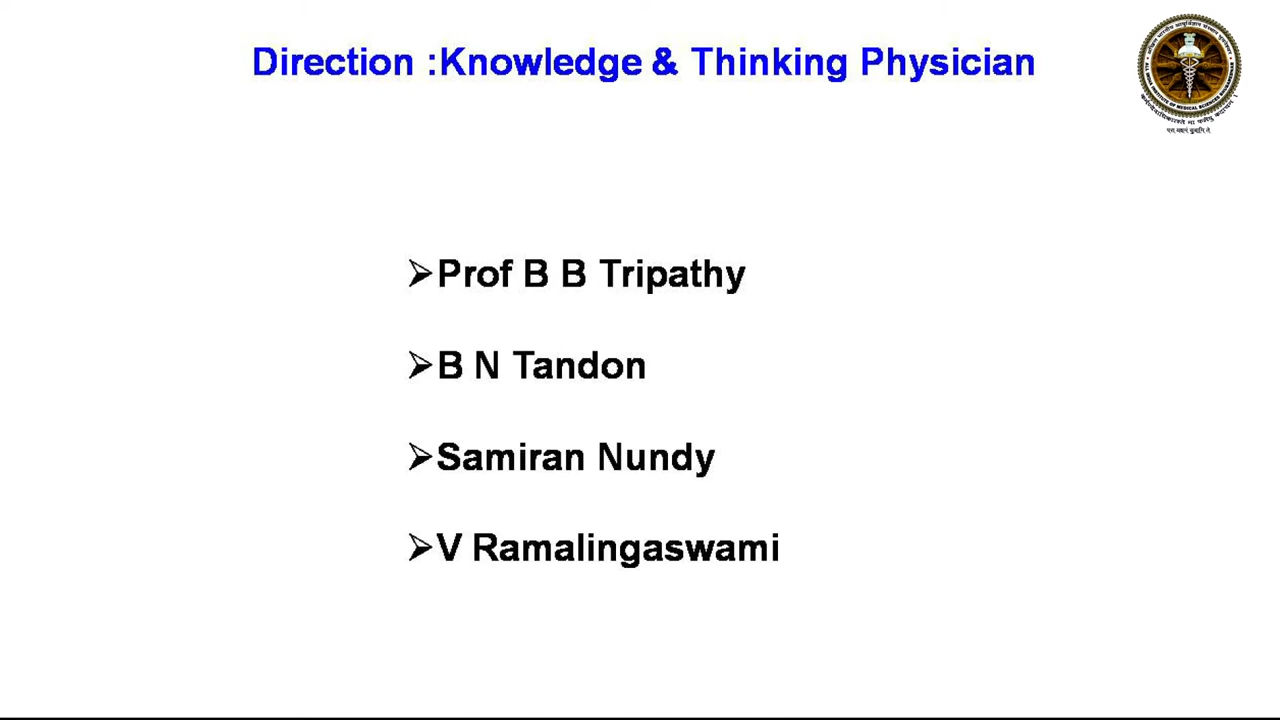 Direction :Knowledge & Thinking Physician
➢Prof B B Tripathy
➢B N Tandon
➢Samiran Nundy
➢V Ramalingaswami